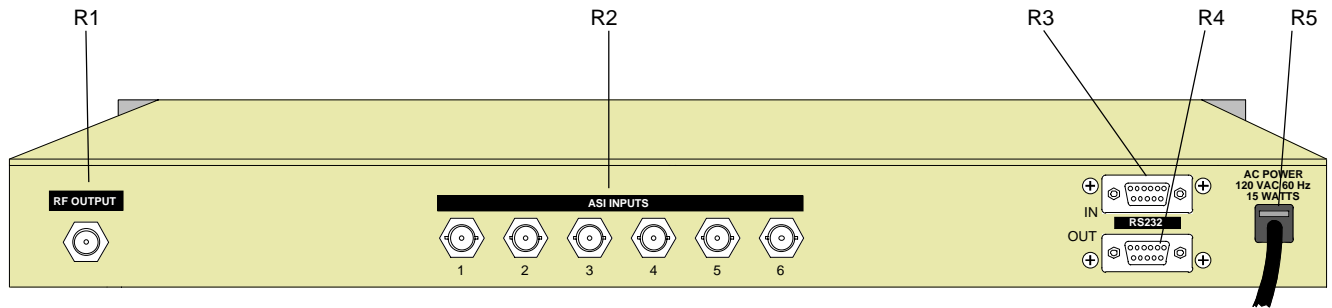 R1 R2 R3 R4 R5
AC POWER
120 VAC 60 Hz
15 WATTS
RF OUTPUT
ASI INPUTS
IN
RS232
OUT
1 2 3 4 5 6